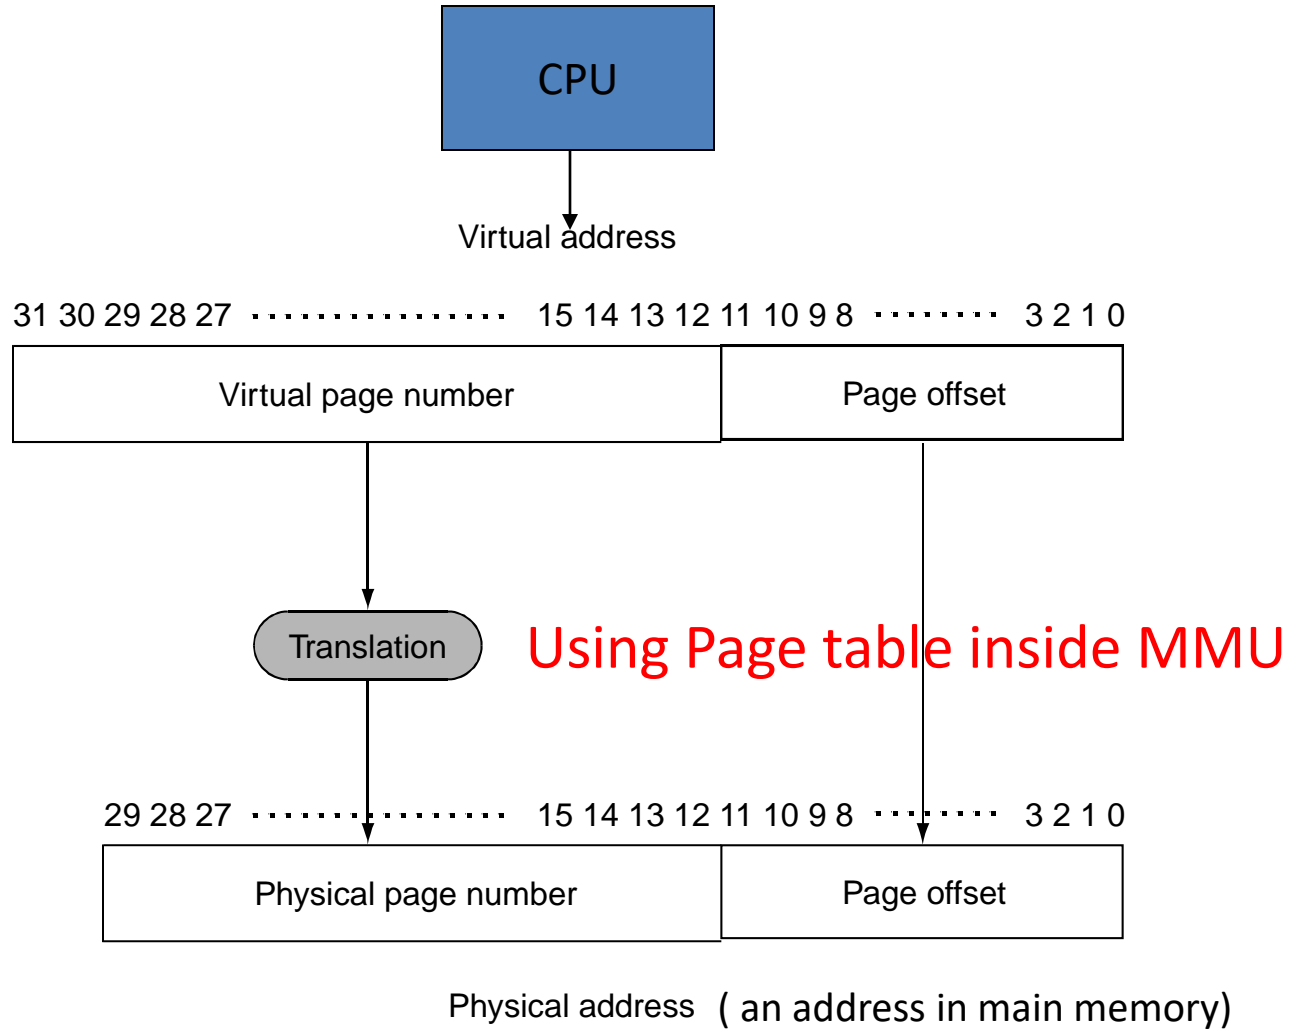 CPU
Virtual address
31 30 29 28 27 ................ 15 14 13 12 11 10 9 8 ........ 3 2 1 0
Virtual page number Page offset
Translation Using Page table inside MMU
29 28 27 ................ 15 14 13 12 11 10 9 8 ........ 3 2 1 0
Physical page number Page offset
Physical address ( an address in main memory)